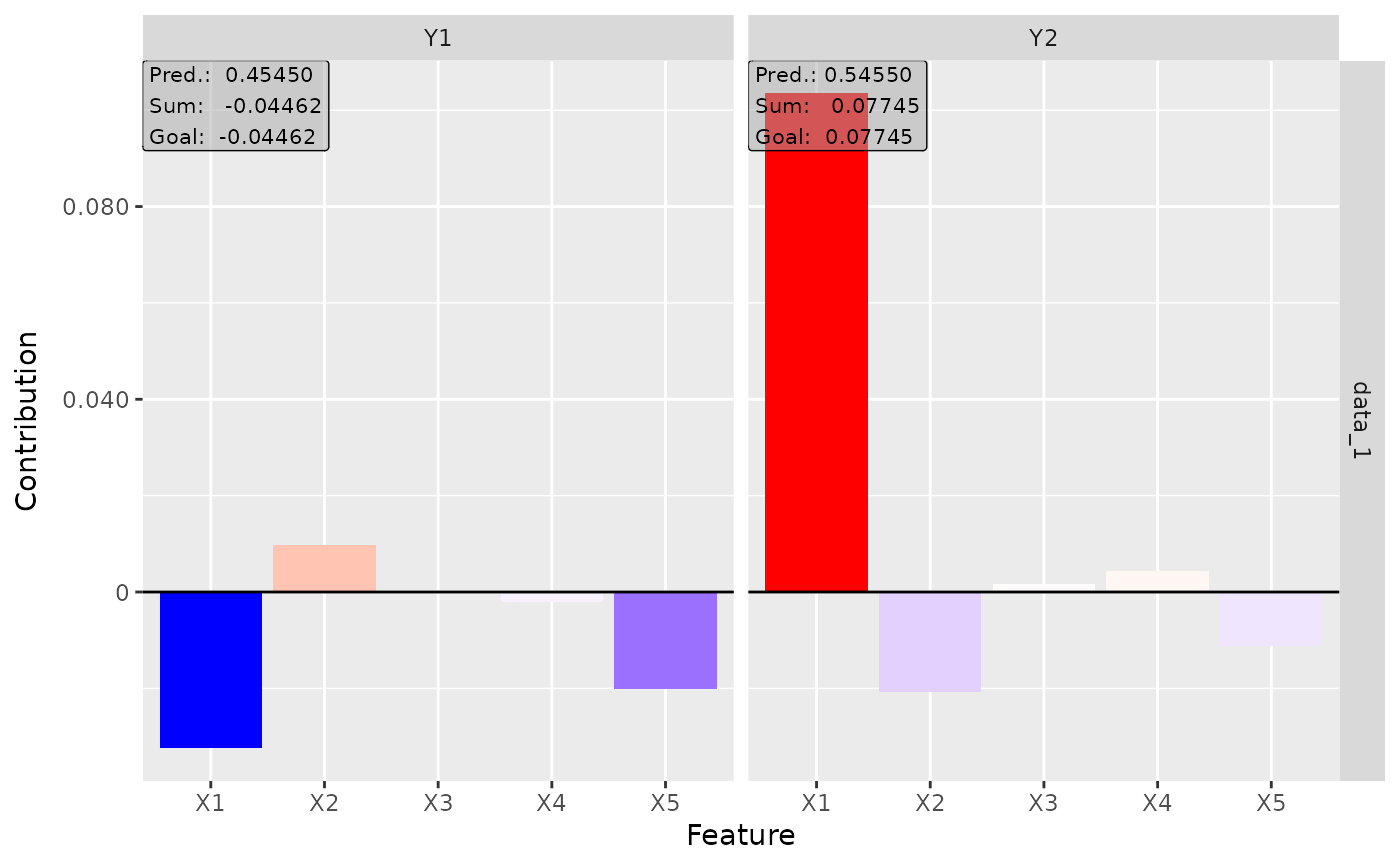 Y1
Y2
Pred.: 0.45450
Sum: -0.04462
Goal: -0.04462
Pred.: 0.54550
Sum: 0.07745
Goal: 0.07745
0.080
0.040
0
Contribution
data_1
X1 X2 X3 X4 X5
X1 X2 X3 X4 X5
Feature